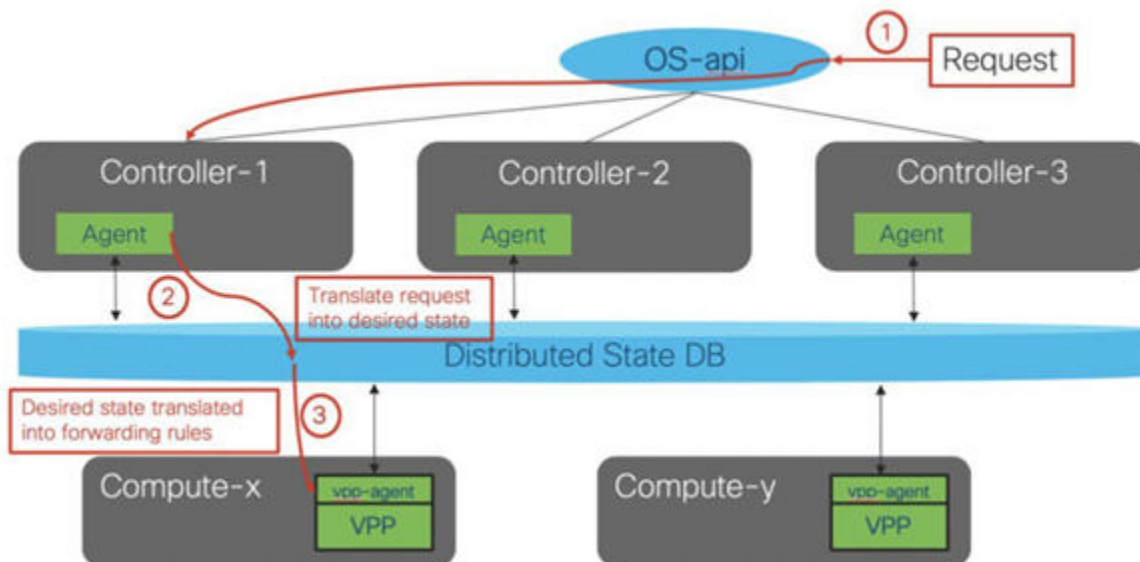 1
OS-api
Request
Controller-1
Controller-2
Controller-3
Agent
Agent
Agent
2
Translate request
into desired state
Distributed State DB
Desired state translated
into forwarding rules
3
Compute-x
vpp-agent
VPP
Compute-y
vpp-agent
VPP